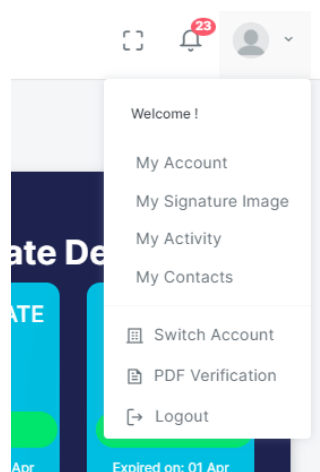 23
Welcome !
My Account
My Signature Image
My Activity
My Contacts
ate De
ATE
Switch Account
PDF Verification
Logout
Apr
Expired on: 01 Apr